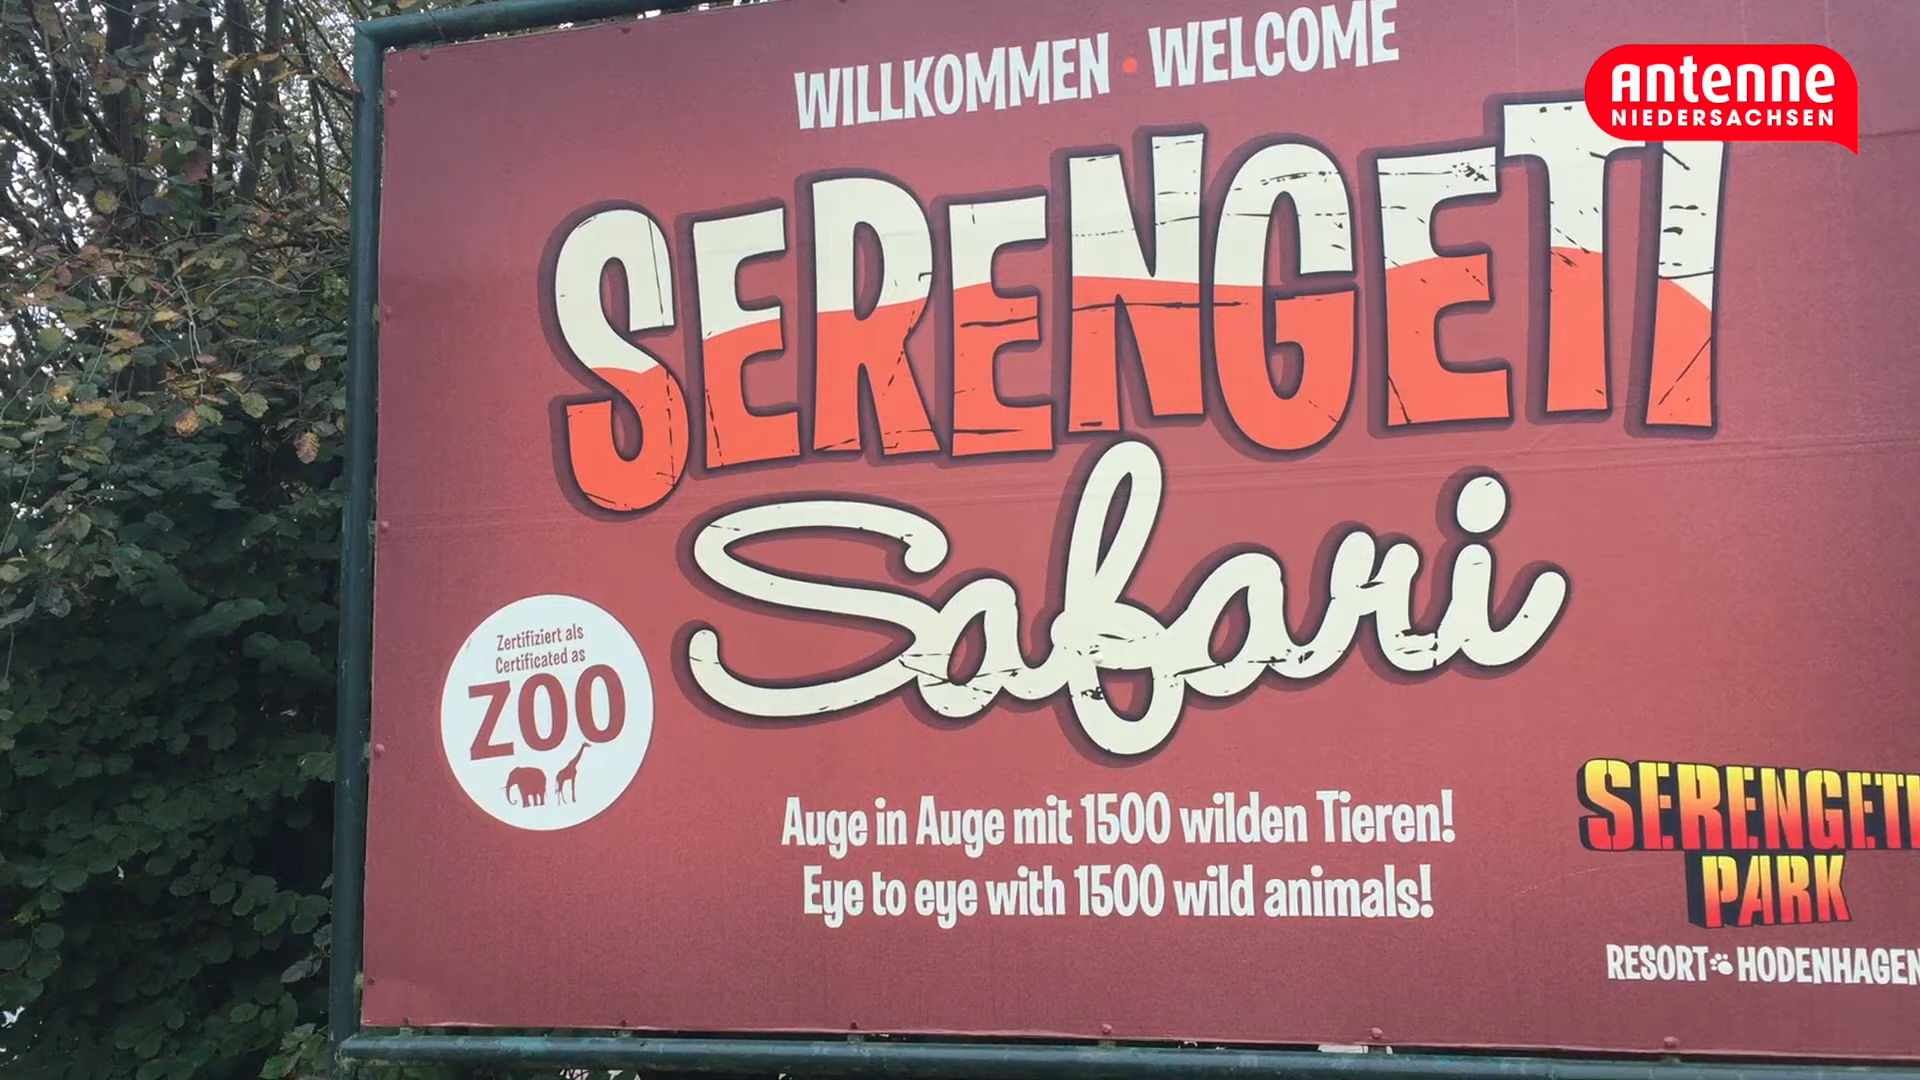 WILLKOMMEN • WELCOME
antenne
NIEDERSACHSEN
SERENGETI
Safari
Zertifiziert als
Certificated as
ZOO
Auge in Auge mit 1500 wilden Tieren!
Eye to eye with 1500 wild animals!
SERENGETI
PARK
RESORT HODENHAGEN